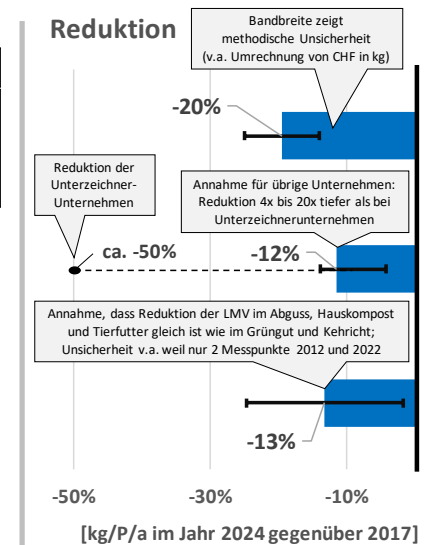 Reduktion
Bandbreite zeigt
methodische Unsicherheit
(v.a. Umrechnung von CHF in kg)
-20%
Reduktion der
Unterzeichner-
Unternehmen
Annahme für übrige Unternehmen:
Reduktion 4x bis 20x tiefer als bei
Unterzeichnerunternehmen
ca. -50%
-12%
Annahme, dass Reduktion der LMV im Abguss, Hauskompost
und Tierfutter gleich ist wie im Grüngut und Kehricht;
Unsicherheit v.a. weil nur 2 Messpunkte 2012 und 2022
-13%
-50% -30% -10%
[kg/P/a im Jahr 2024 gegenüber 2017]